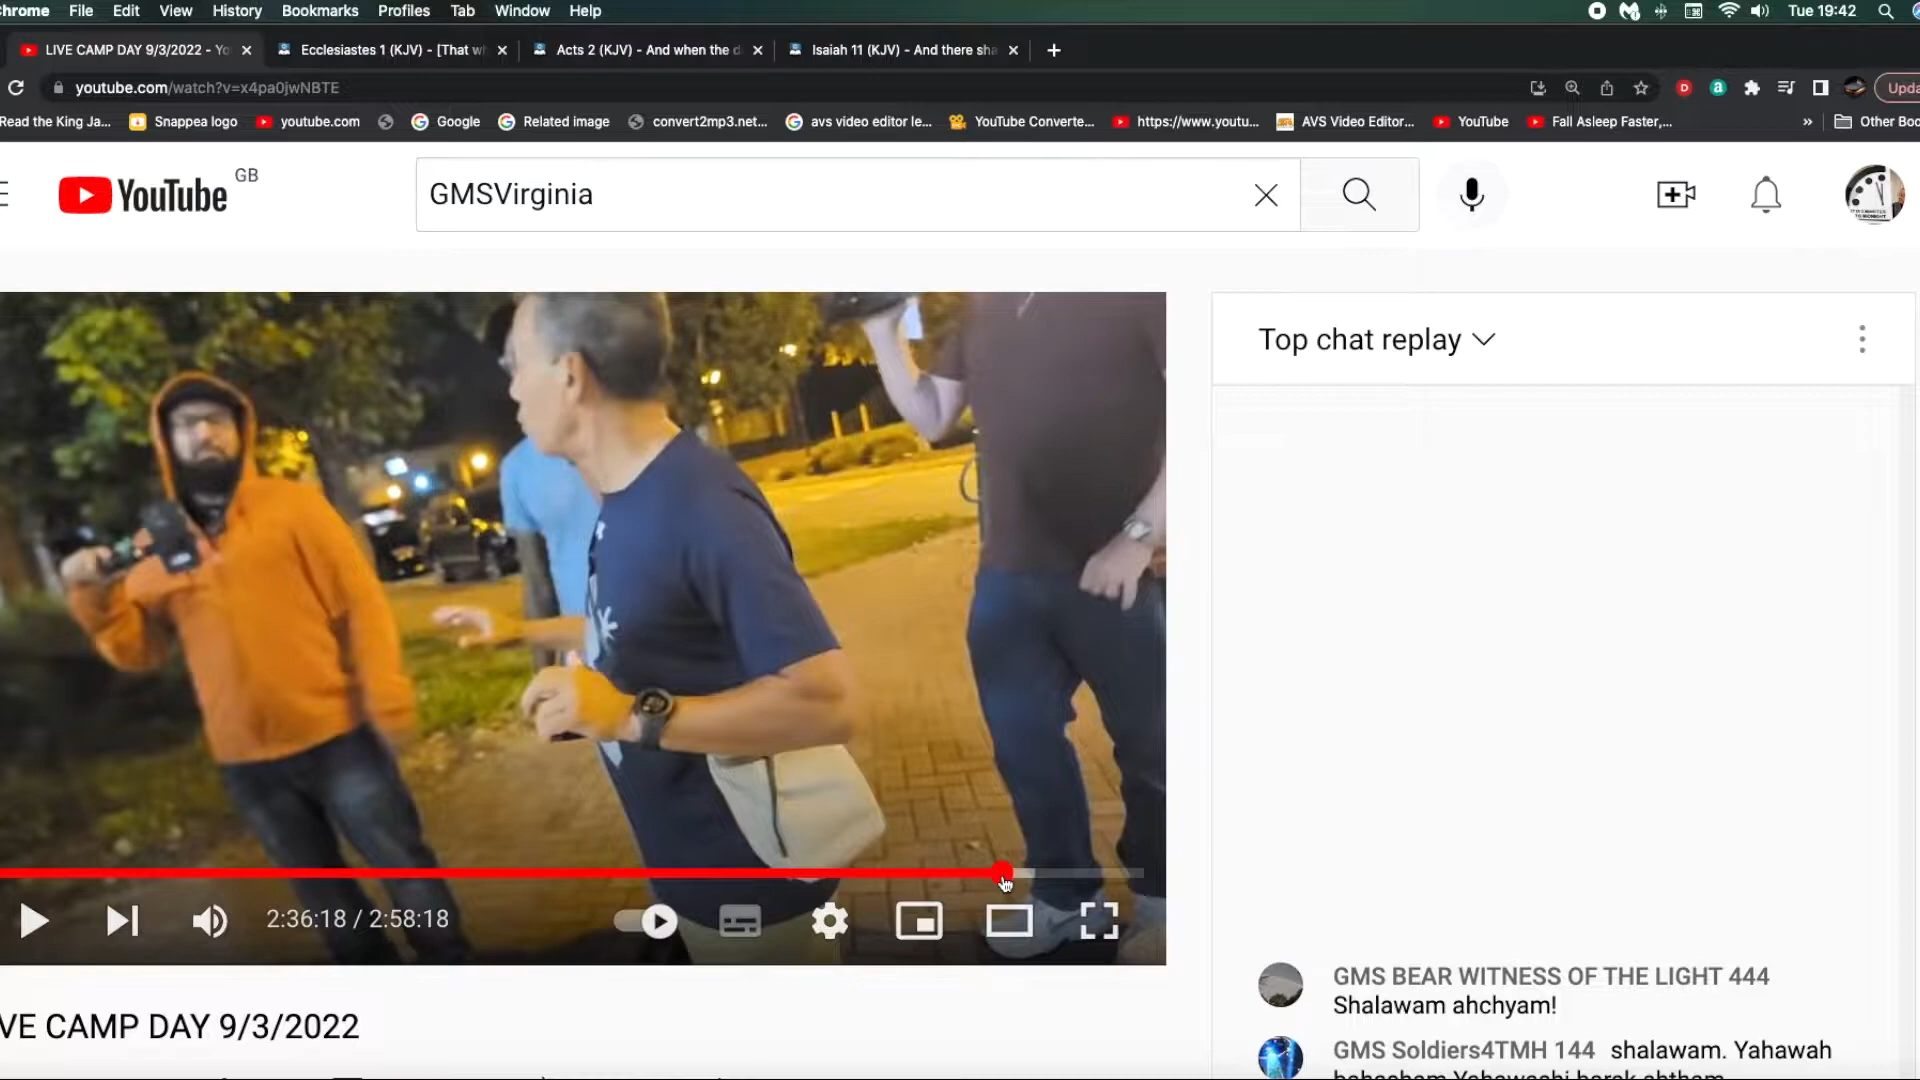 Chrome File Edit View History Bookmarks Profiles Tab Window Help Tue 19:42
LIVE CAMP DAY 9/3/2022 - Yo Ecclesiastes 1 (KJV) - [That w Acts 2 (KJV) - And when the d Isaiah 11 (KJV) - And there sha
youtube.com/watch?v=x4pa0jwNBTE D a Upda
Read the King Ja... Snappea logo youtube.com Google Related image convert2mp3.net... avs video editor le... YouTube Converte... https://www.youtu... AVS Video Editor... YouTube Fall Asleep Faster,... » Other Boo
YouTube GB GMSVirginia
Top chat replay
2:36:18 / 2:58:18
GMS BEAR WITNESS OF THE LIGHT 444
Shalawam ahchyam!
VE CAMP DAY 9/3/2022
GMS Soldiers4TMH 144 shalawam. Yahawah